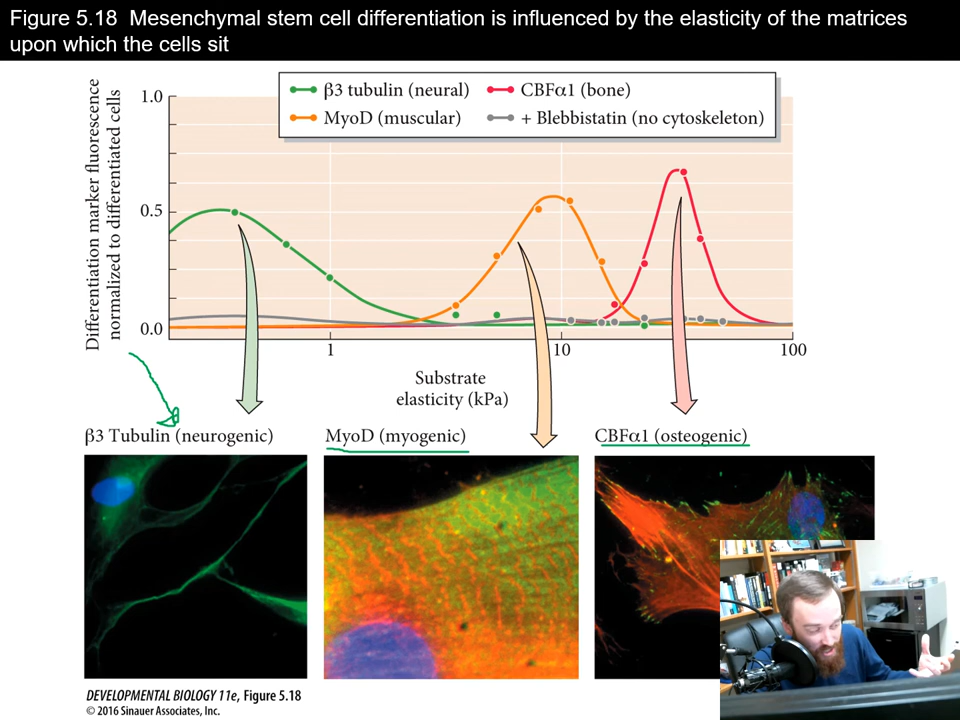 Figure 5.18  Mesenchymal stem cell differentiation is influenced by the elasticity of the matrices
upon which the cells sit
Differentiation marker fluorescence
normalized to differentiated cells
β3 tubulin (neural)
CBFα1 (bone)
MyoD (muscular)
+ Blebbistatin (no cytoskeleton)
1.0
0.5
0.0
1
10
100
Substrate
elasticity (kPa)
β3 Tubulin (neurogenic)
MyoD (myogenic)
CBFα1 (osteogenic)
DEVELOPMENTAL BIOLOGY 11e, Figure 5.18
© 2016 Sinauer Associates, Inc.